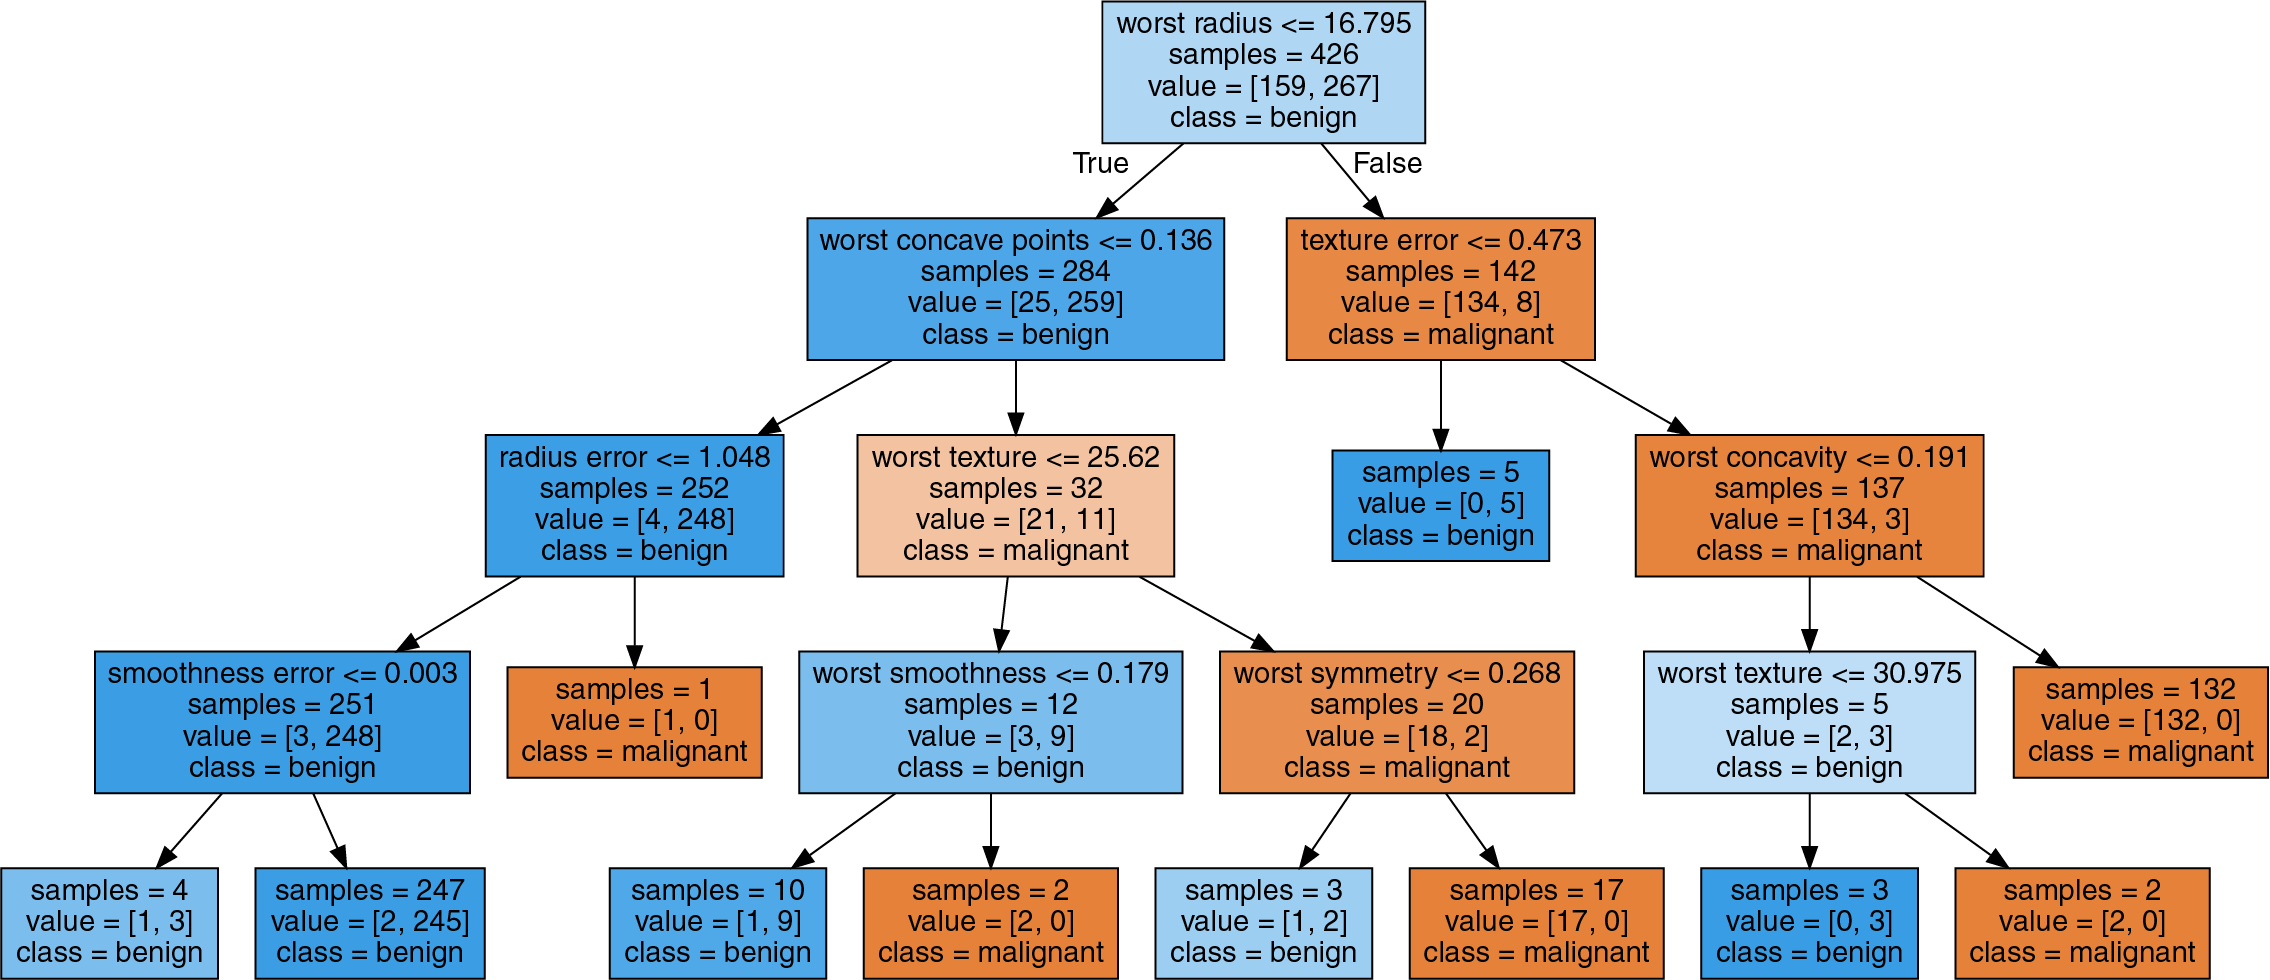 worst radius <= 16.795
samples = 426
value = [159, 267]
class = benign
True
False
worst concave points <= 0.136
samples = 284
value = [25, 259]
class = benign
texture error <= 0.473
samples = 142
value = [134, 8]
class = malignant
radius error <= 1.048
samples = 252
value = [4, 248]
class = benign
worst texture <= 25.62
samples = 32
value = [21, 11]
class = malignant
samples = 5
value = [0, 5]
class = benign
worst concavity <= 0.191
samples = 137
value = [134, 3]
class = malignant
smoothness error <= 0.003
samples = 251
value = [3, 248]
class = benign
samples = 1
value = [1, 0]
class = malignant
worst smoothness <= 0.179
samples = 12
value = [3, 9]
class = benign
worst symmetry <= 0.268
samples = 20
value = [18, 2]
class = malignant
worst texture <= 30.975
samples = 5
value = [2, 3]
class = benign
samples = 132
value = [132, 0]
class = malignant
samples = 4
value = [1, 3]
class = benign
samples = 247
value = [2, 245]
class = benign
samples = 10
value = [1, 9]
class = benign
samples = 2
value = [2, 0]
class = malignant
samples = 3
value = [1, 2]
class = benign
samples = 17
value = [17, 0]
class = malignant
samples = 3
value = [0, 3]
class = benign
samples = 2
value = [2, 0]
class = malignant